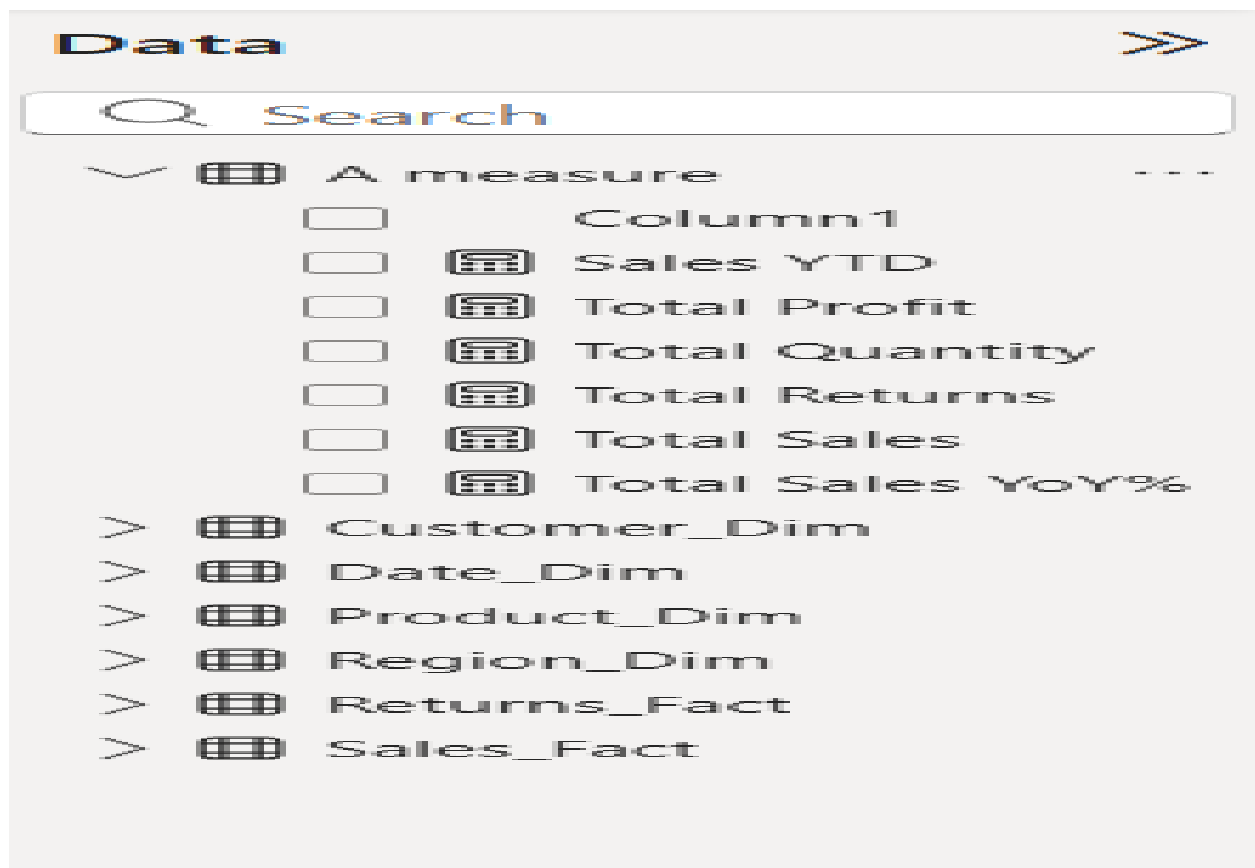 Data
Search
A measure
Column1
Sales YTD
Total Profit
Total Quantity
Total Returns
Total Sales
Total Sales YoY%
Customer_Dim
Date_Dim
Product_Dim
Region_Dim
Returns_Fact
Sales_Fact